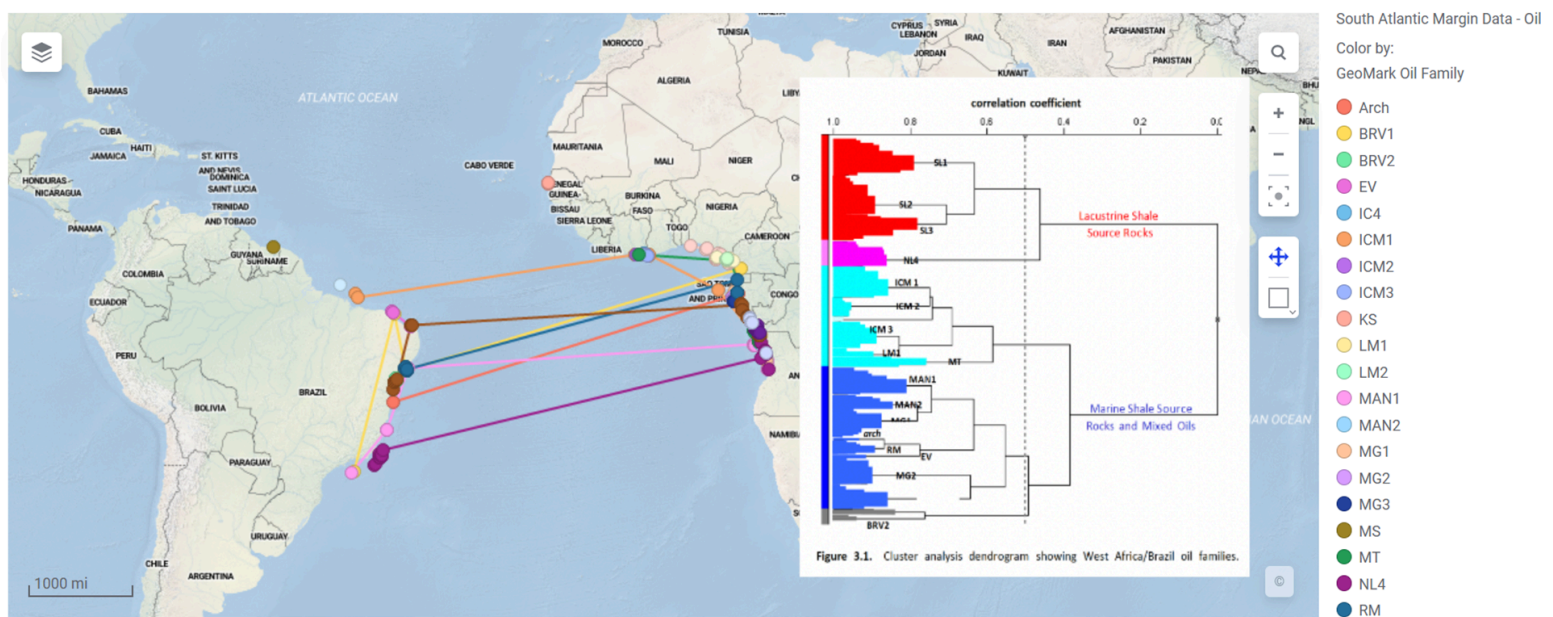 South Atlantic Margin Data - Oil
Color by:
GeoMark Oil Family
Arch
BRV1
BRV2
EV
IC4
ICM1
ICM2
ICM3
KS
LM1
LM2
MAN1
MAN2
MG1
MG2
MG3
MS
MT
NL4
RM
TUNISIA
MOROCCO
CYPRUS
SYRIA
LEBANON
IRAQ
JORDAN
IRAN
AFGHANISTAN
PAKISTAN
KUWAIT
ALGERIA
BAHAMAS
ATLANTIC OCEAN
CUBA
HAITI
JAMAICA
ST. KITTS
AND NEVIS
DOMINICA
SAINT LUCIA
HONDURAS
NICARAGUA
TRINIDAD
AND TOBAGO
PANAMA
CABO VERDE
MAURITANIA
MALI
NIGER
GUINEA-
BISSAU
SIERRA LEONE
BURKINA
FASO
NIGERIA
TOGO
LIBERIA
CAMEROON
GUYANA
SURINAME
COLOMBIA
ECUADOR
CONGO
PERU
BRAZIL
BOLIVIA
PARAGUAY
CHILE
URUGUAY
ARGENTINA
1000 mi
correlation coefficient
1.0
0.8
0.6
0.4
0.2
SL1
SL2
SL3
NL4
ICM 1
ICM 2
ICM 3
LM1
MT
MAN1
MAN2
MG1
arch
RM
EV
MG2
BRV2
Lacustrine Shale
Source Rocks
Marine Shale Source
Rocks and Mixed Oils
Figure 3.1. Cluster analysis dendrogram showing West Africa/Brazil oil families.
+
−
©